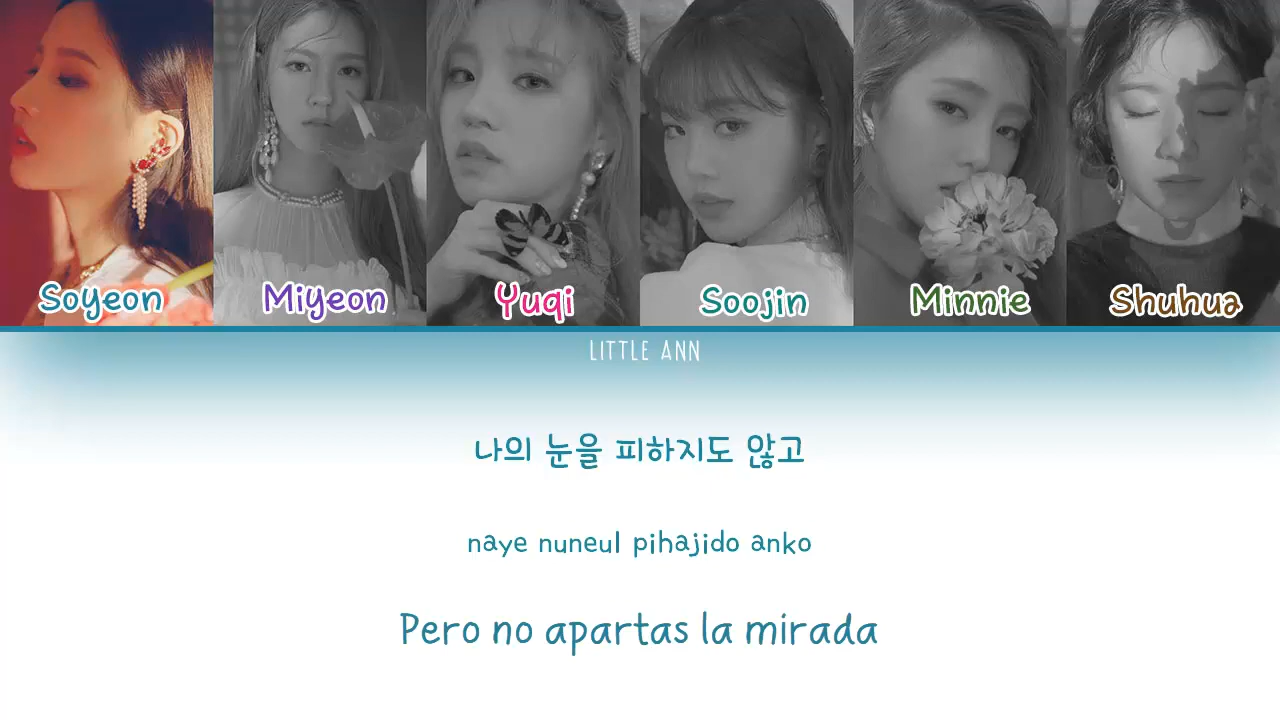 Soyeon Miyeon Yuqi Soojin Minnie Shuhua
LITTLE ANN
나의 눈을 피하지도 않고
naye nuneul pihajido anko
Pero no apartas la mirada